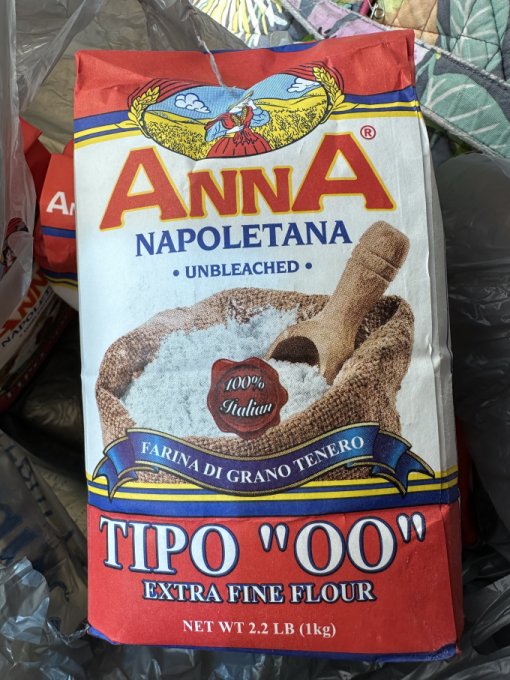 ANNA®
NAPOLETANA
• UNBLEACHED •
100%
Italian
FARINA DI GRANO TENERO
TIPO "OO"
EXTRA FINE FLOUR
NET WT 2.2 LB (1kg)